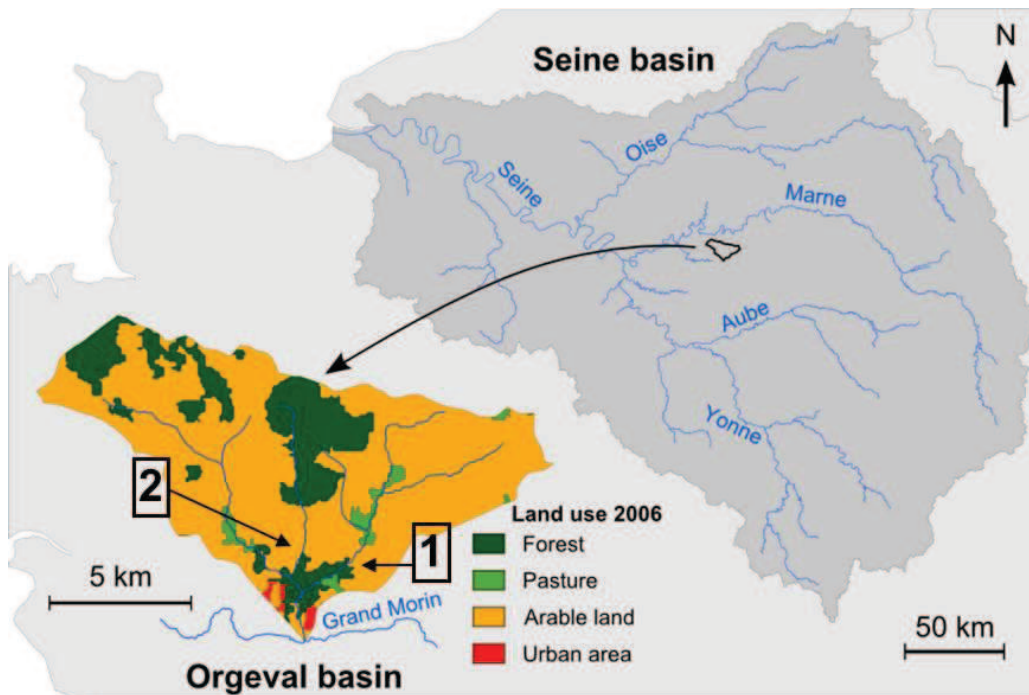 Seine basin
N
Oise
Seine
Marne
Aube
Yonne
2
1
Land use 2006
Forest
Pasture
Arable land
Urban area
5 km
Grand Morin
Orgeval basin
50 km